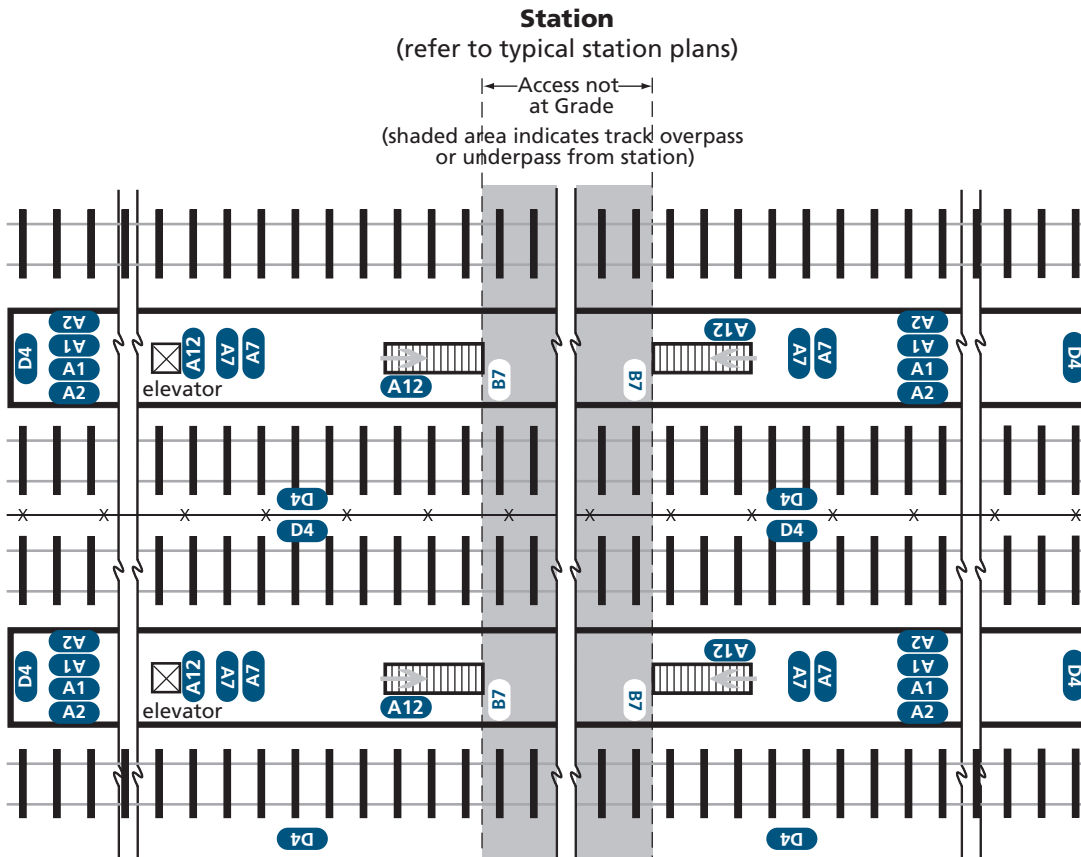 Station
(refer to typical station plans)
Access not
at Grade
(shaded area indicates track overpass
or underpass from station)
D4
A2
A1
A1
A2
A12
A7
A7
elevator
A12
B7
B7
A12
A7
A7
A2
A1
A1
A2
D4
D4
D4
D4
D4
D4
A2
A1
A1
A2
A12
A7
A7
elevator
A12
B7
B7
A12
A7
A7
A2
A1
A1
A2
D4
D4
D4